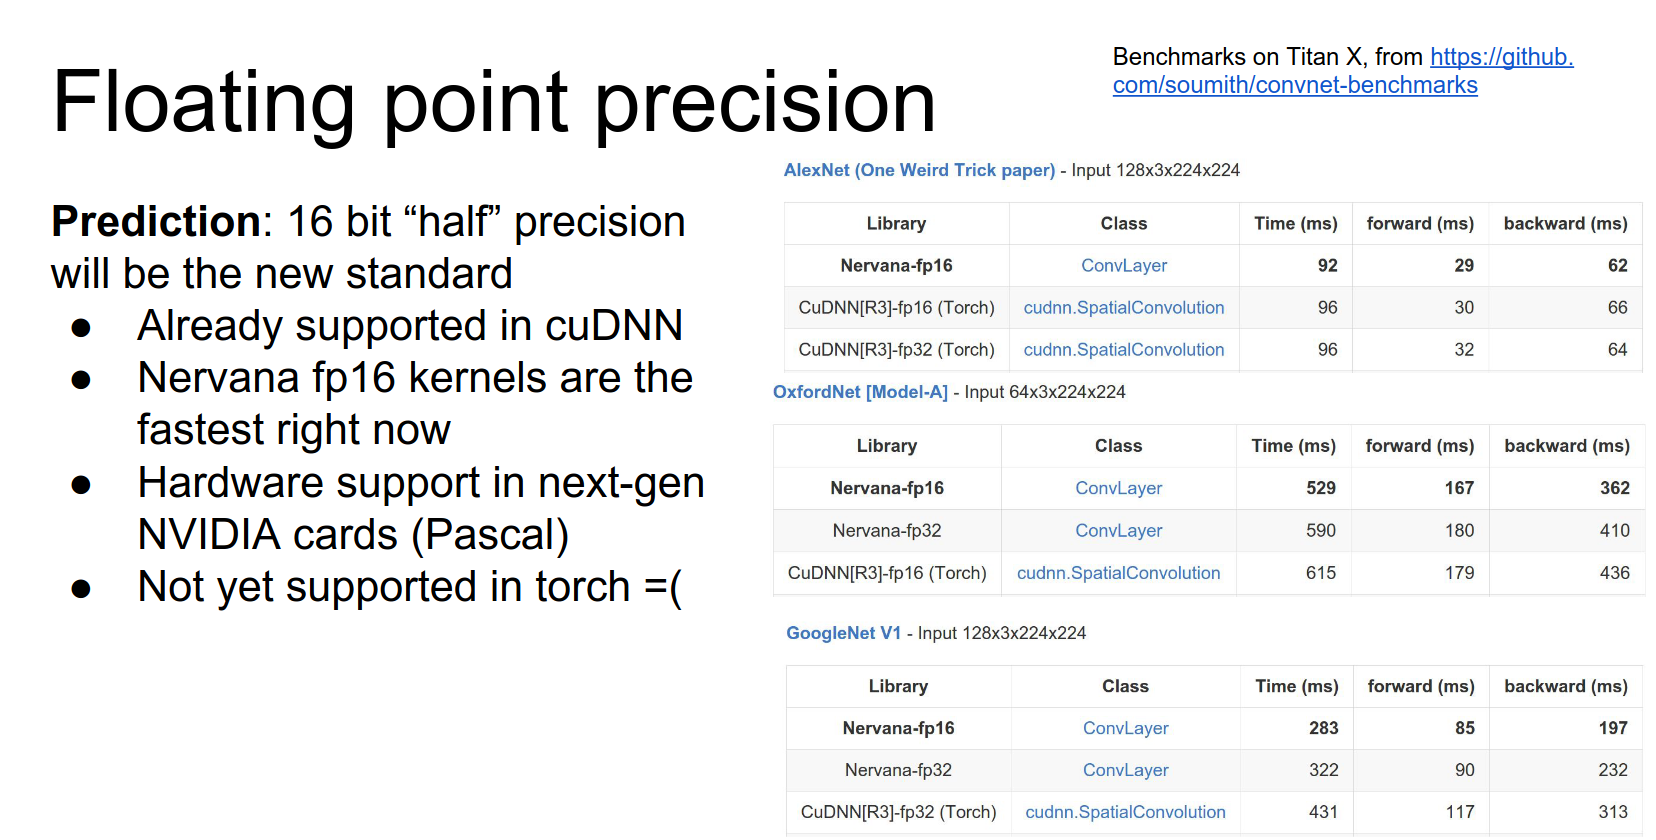 Benchmarks on Titan X, from https://github.
com/soumith/convnet-benchmarks
Floating point precision
Prediction: 16 bit “half” precision
will be the new standard
● Already supported in cuDNN
● Nervana fp16 kernels are the
fastest right now
● Hardware support in next-gen
NVIDIA cards (Pascal)
● Not yet supported in torch =(
AlexNet (One Weird Trick paper) - Input 128x3x224x224
Library Class Time (ms) forward (ms) backward (ms)
Nervana-fp16 ConvLayer 92 29 62
CuDNN[R3]-fp16 (Torch) cudnn.SpatialConvolution 96 30 66
CuDNN[R3]-fp32 (Torch) cudnn.SpatialConvolution 96 32 64
OxfordNet [Model-A] - Input 64x3x224x224
Library Class Time (ms) forward (ms) backward (ms)
Nervana-fp16 ConvLayer 529 167 362
Nervana-fp32 ConvLayer 590 180 410
CuDNN[R3]-fp16 (Torch) cudnn.SpatialConvolution 615 179 436
GoogleNet V1 - Input 128x3x224x224
Library Class Time (ms) forward (ms) backward (ms)
Nervana-fp16 ConvLayer 283 85 197
Nervana-fp32 ConvLayer 322 90 232
CuDNN[R3]-fp32 (Torch) cudnn.SpatialConvolution 431 117 313